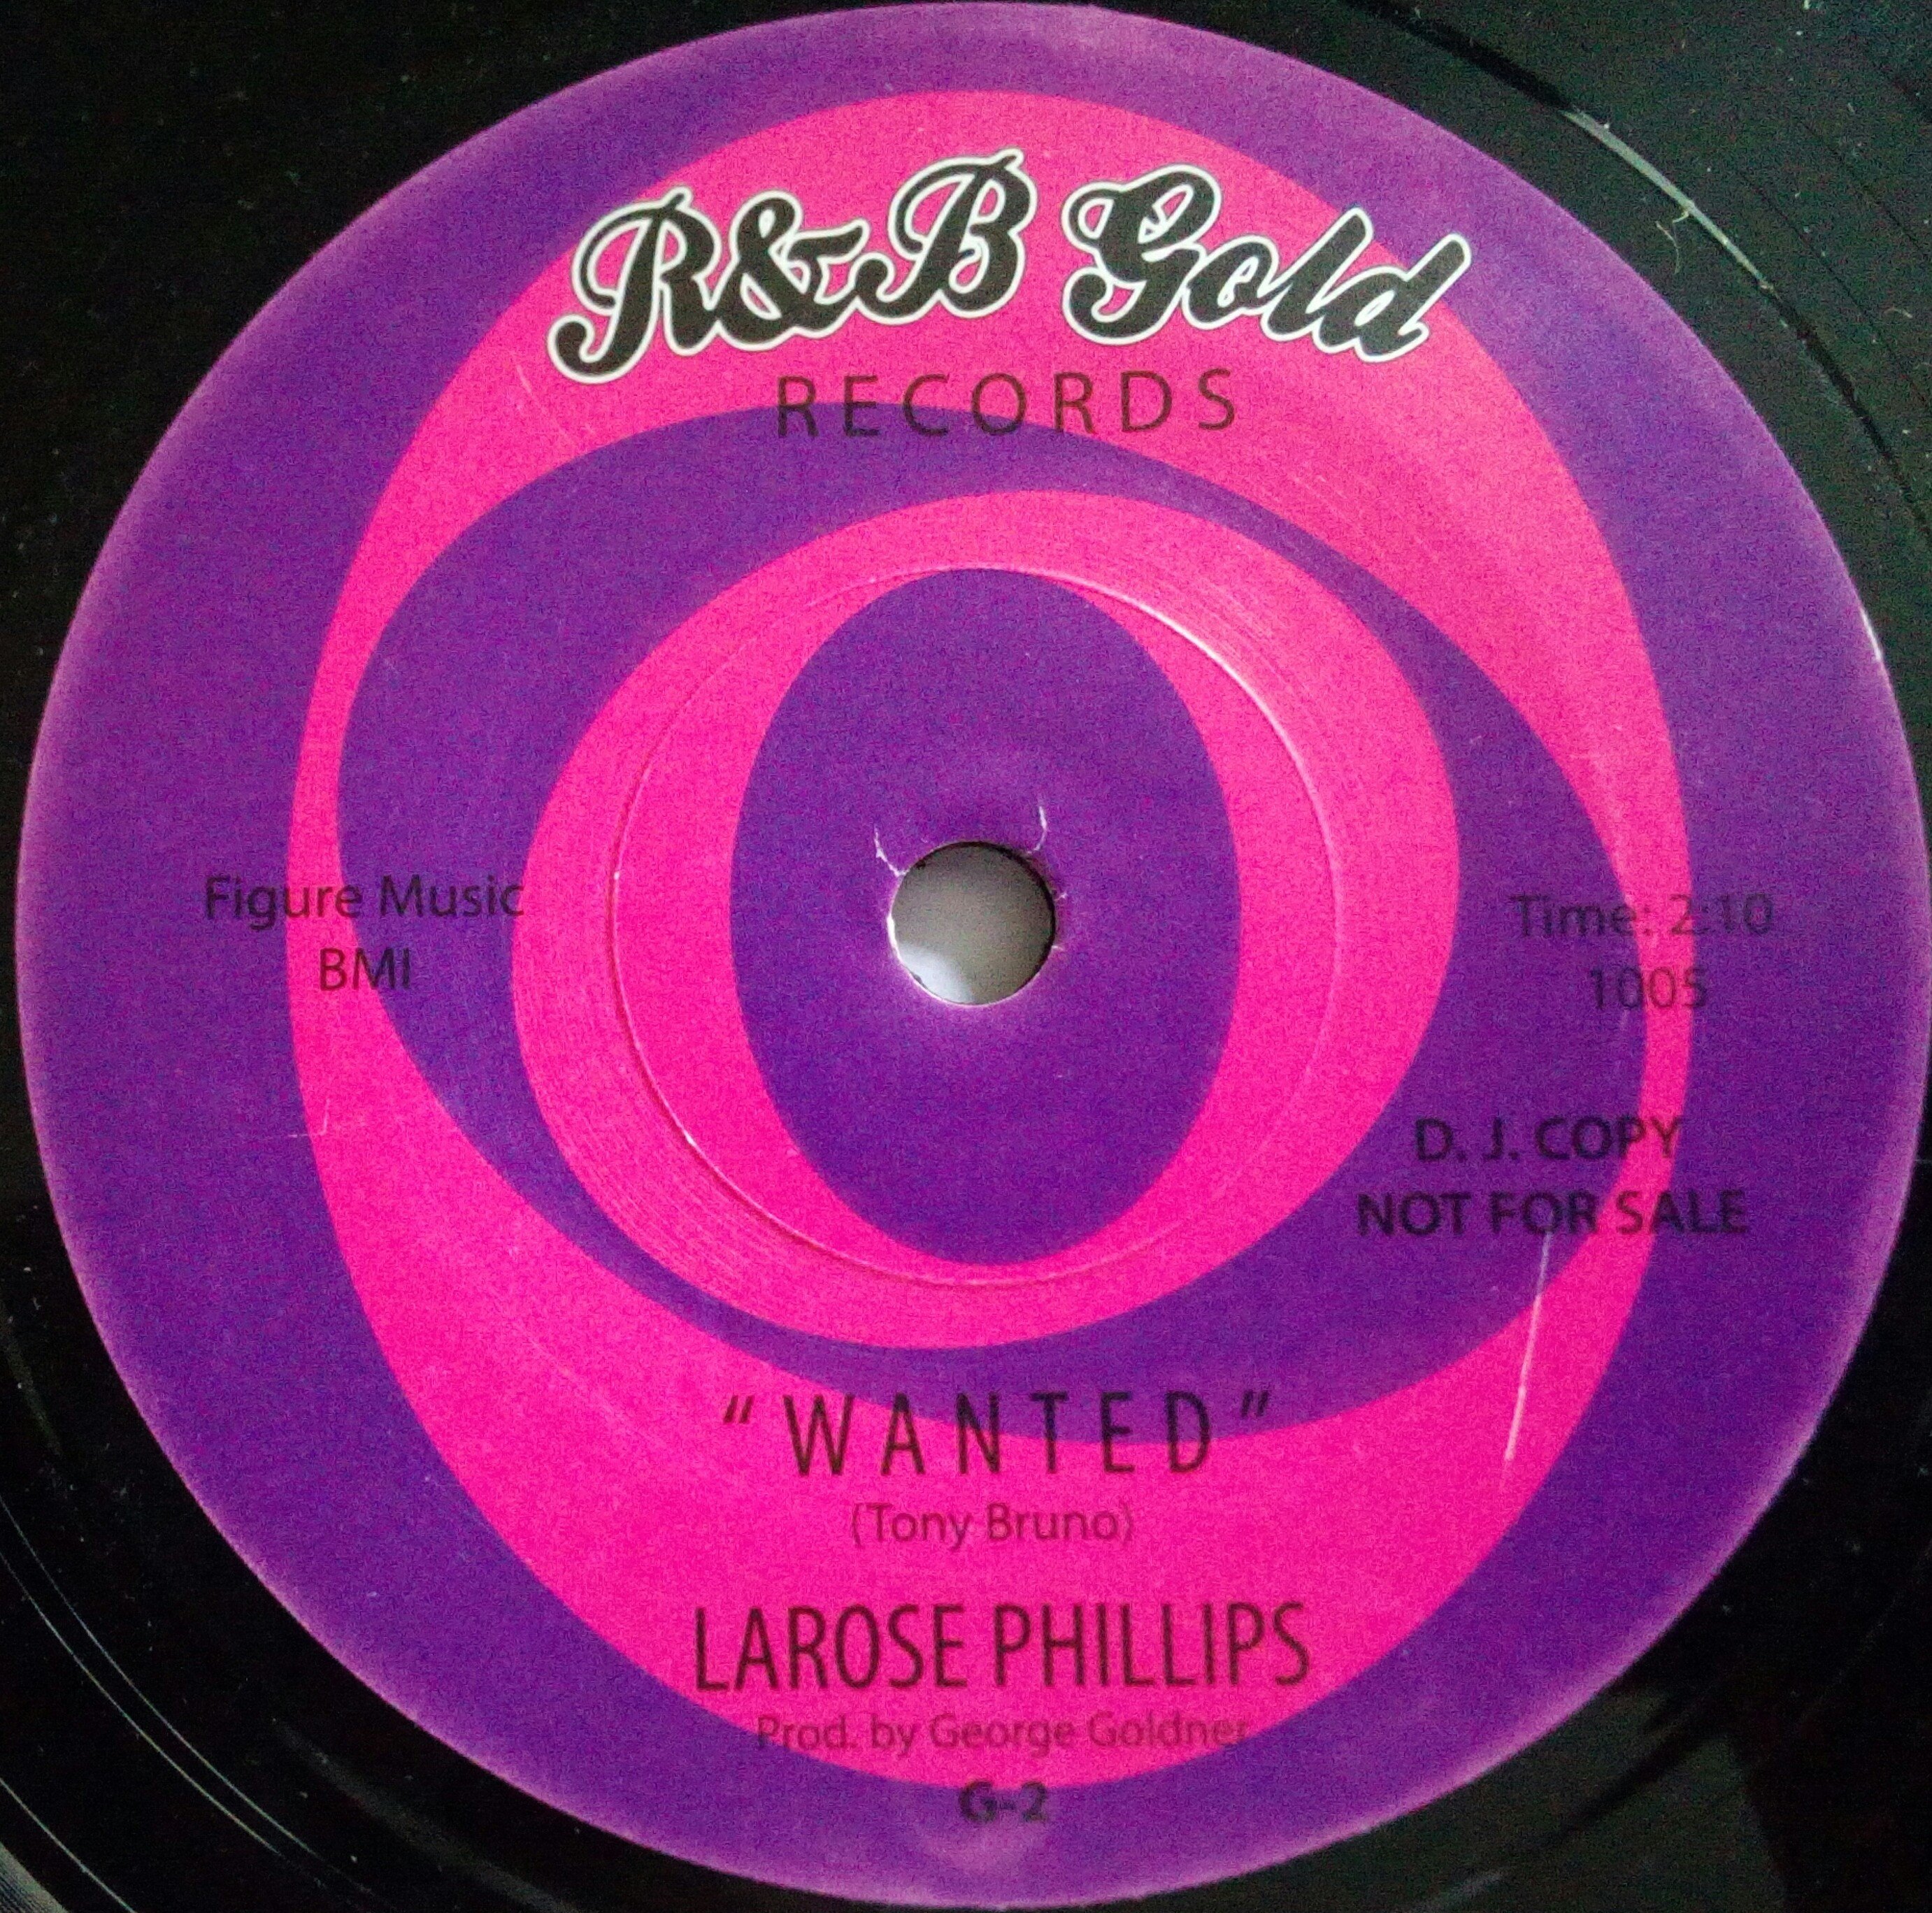 R&B Gold
RECORDS
Figure Music
BMI
Time: 2:10
1005
D. J. COPY
NOT FOR SALE
“WANTED”
(Tony Bruno)
LAROSE PHILLIPS
Prod. by George Goldner
G-2